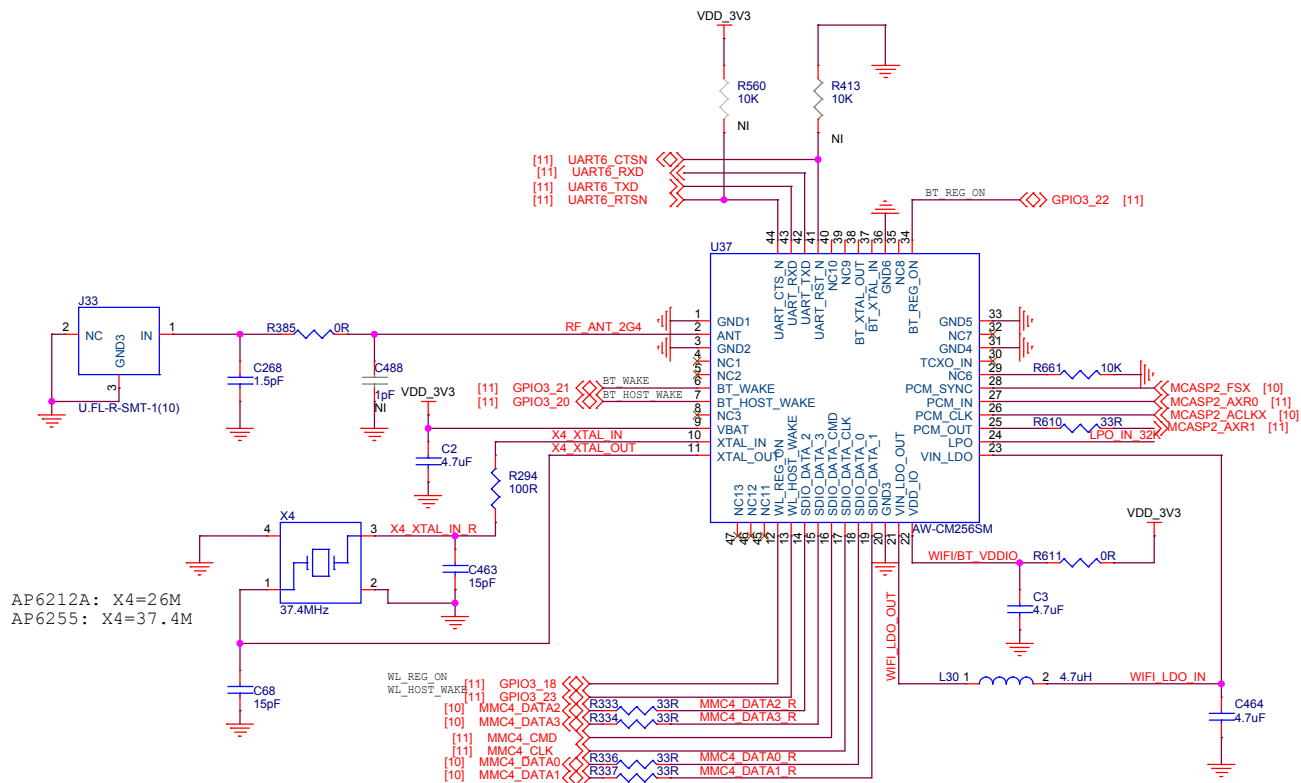 VDD_3V3
R560
10K
NI
R413
10K
NI
[11] UART6_CTSN
[11] UART6_RXD
[11] UART6_TXD
[11] UART6_RTSN
BT_REG_ON
GPIO3_22 [11]
44
43
42
41
40
39
38
37
36
35
34
U37
UART_CTS_N
UART_RXD
UART_TXD
UART_RST_N
NC10
NC9
BT_XTAL_OUT
BT_XTAL_IN
GND6
NC8
BT_REG_ON
J33
2
NC
GND3
IN
1
3
U.FL-R-SMT-1(10)
R385
0R
RF_ANT_2G4
C268
1.5pF
C488
1pF
NI
1 GND1
2 ANT
3 GND2
4 NC1
5 NC2
6 BT_WAKE
7 BT_HOST_WAKE
8 NC3
9 VBAT
10 XTAL_IN
11 XTAL_OUT
[11] GPIO3_21
BT_WAKE
[11] GPIO3_20
BT_HOST_WAKE
VDD_3V3
X4_XTAL_IN
X4_XTAL_OUT
C2
4.7uF
R294
100R
GND5 33
NC7 32
GND4 31
TCXO_IN 30
NC6 29
PCM_SYNC 28
PCM_IN 27
PCM_CLK 26
PCM_OUT 25
LPO 24
VIN_LDO 23
R661
10K
MCASP2_FSX [10]
MCASP2_AXR0 [11]
MCASP2_ACLKX [10]
R610
33R
MCASP2_AXR1 [11]
LPO_IN_32K
NC13
NC12
NC11
WL_REG_ON
WL_HOST_WAKE
SDIO_DATA_2
SDIO_DATA_3
SDIO_DATA_CMD
SDIO_DATA_CLK
SDIO_DATA_0
SDIO_DATA_1
GND3
VIN_LDO_OUT
VDD_IO
AW-CM256SM
47
46
45
12
13
14
15
16
17
18
19
20
21
22
X4
4
3
1
2
37.4MHz
X4_XTAL_IN_R
C463
15pF
AP6212A: X4=26M
AP6255: X4=37.4M
C68
15pF
VDD_3V3
WIFI/BT_VDDIO
R611
0R
C3
4.7uF
WIFI_LDO_OUT
L30
1
2
4.7uH
WIFI_LDO_IN
C464
4.7uF
WL_REG_ON
WL_HOST_WAKE
[11] GPIO3_18
[11] GPIO3_23
[10] MMC4_DATA2
R333
33R
MMC4_DATA2_R
[10] MMC4_DATA3
R334
33R
MMC4_DATA3_R
[11] MMC4_CMD
[11] MMC4_CLK
[10] MMC4_DATA0
R336
33R
MMC4_DATA0_R
[10] MMC4_DATA1
R337
33R
MMC4_DATA1_R